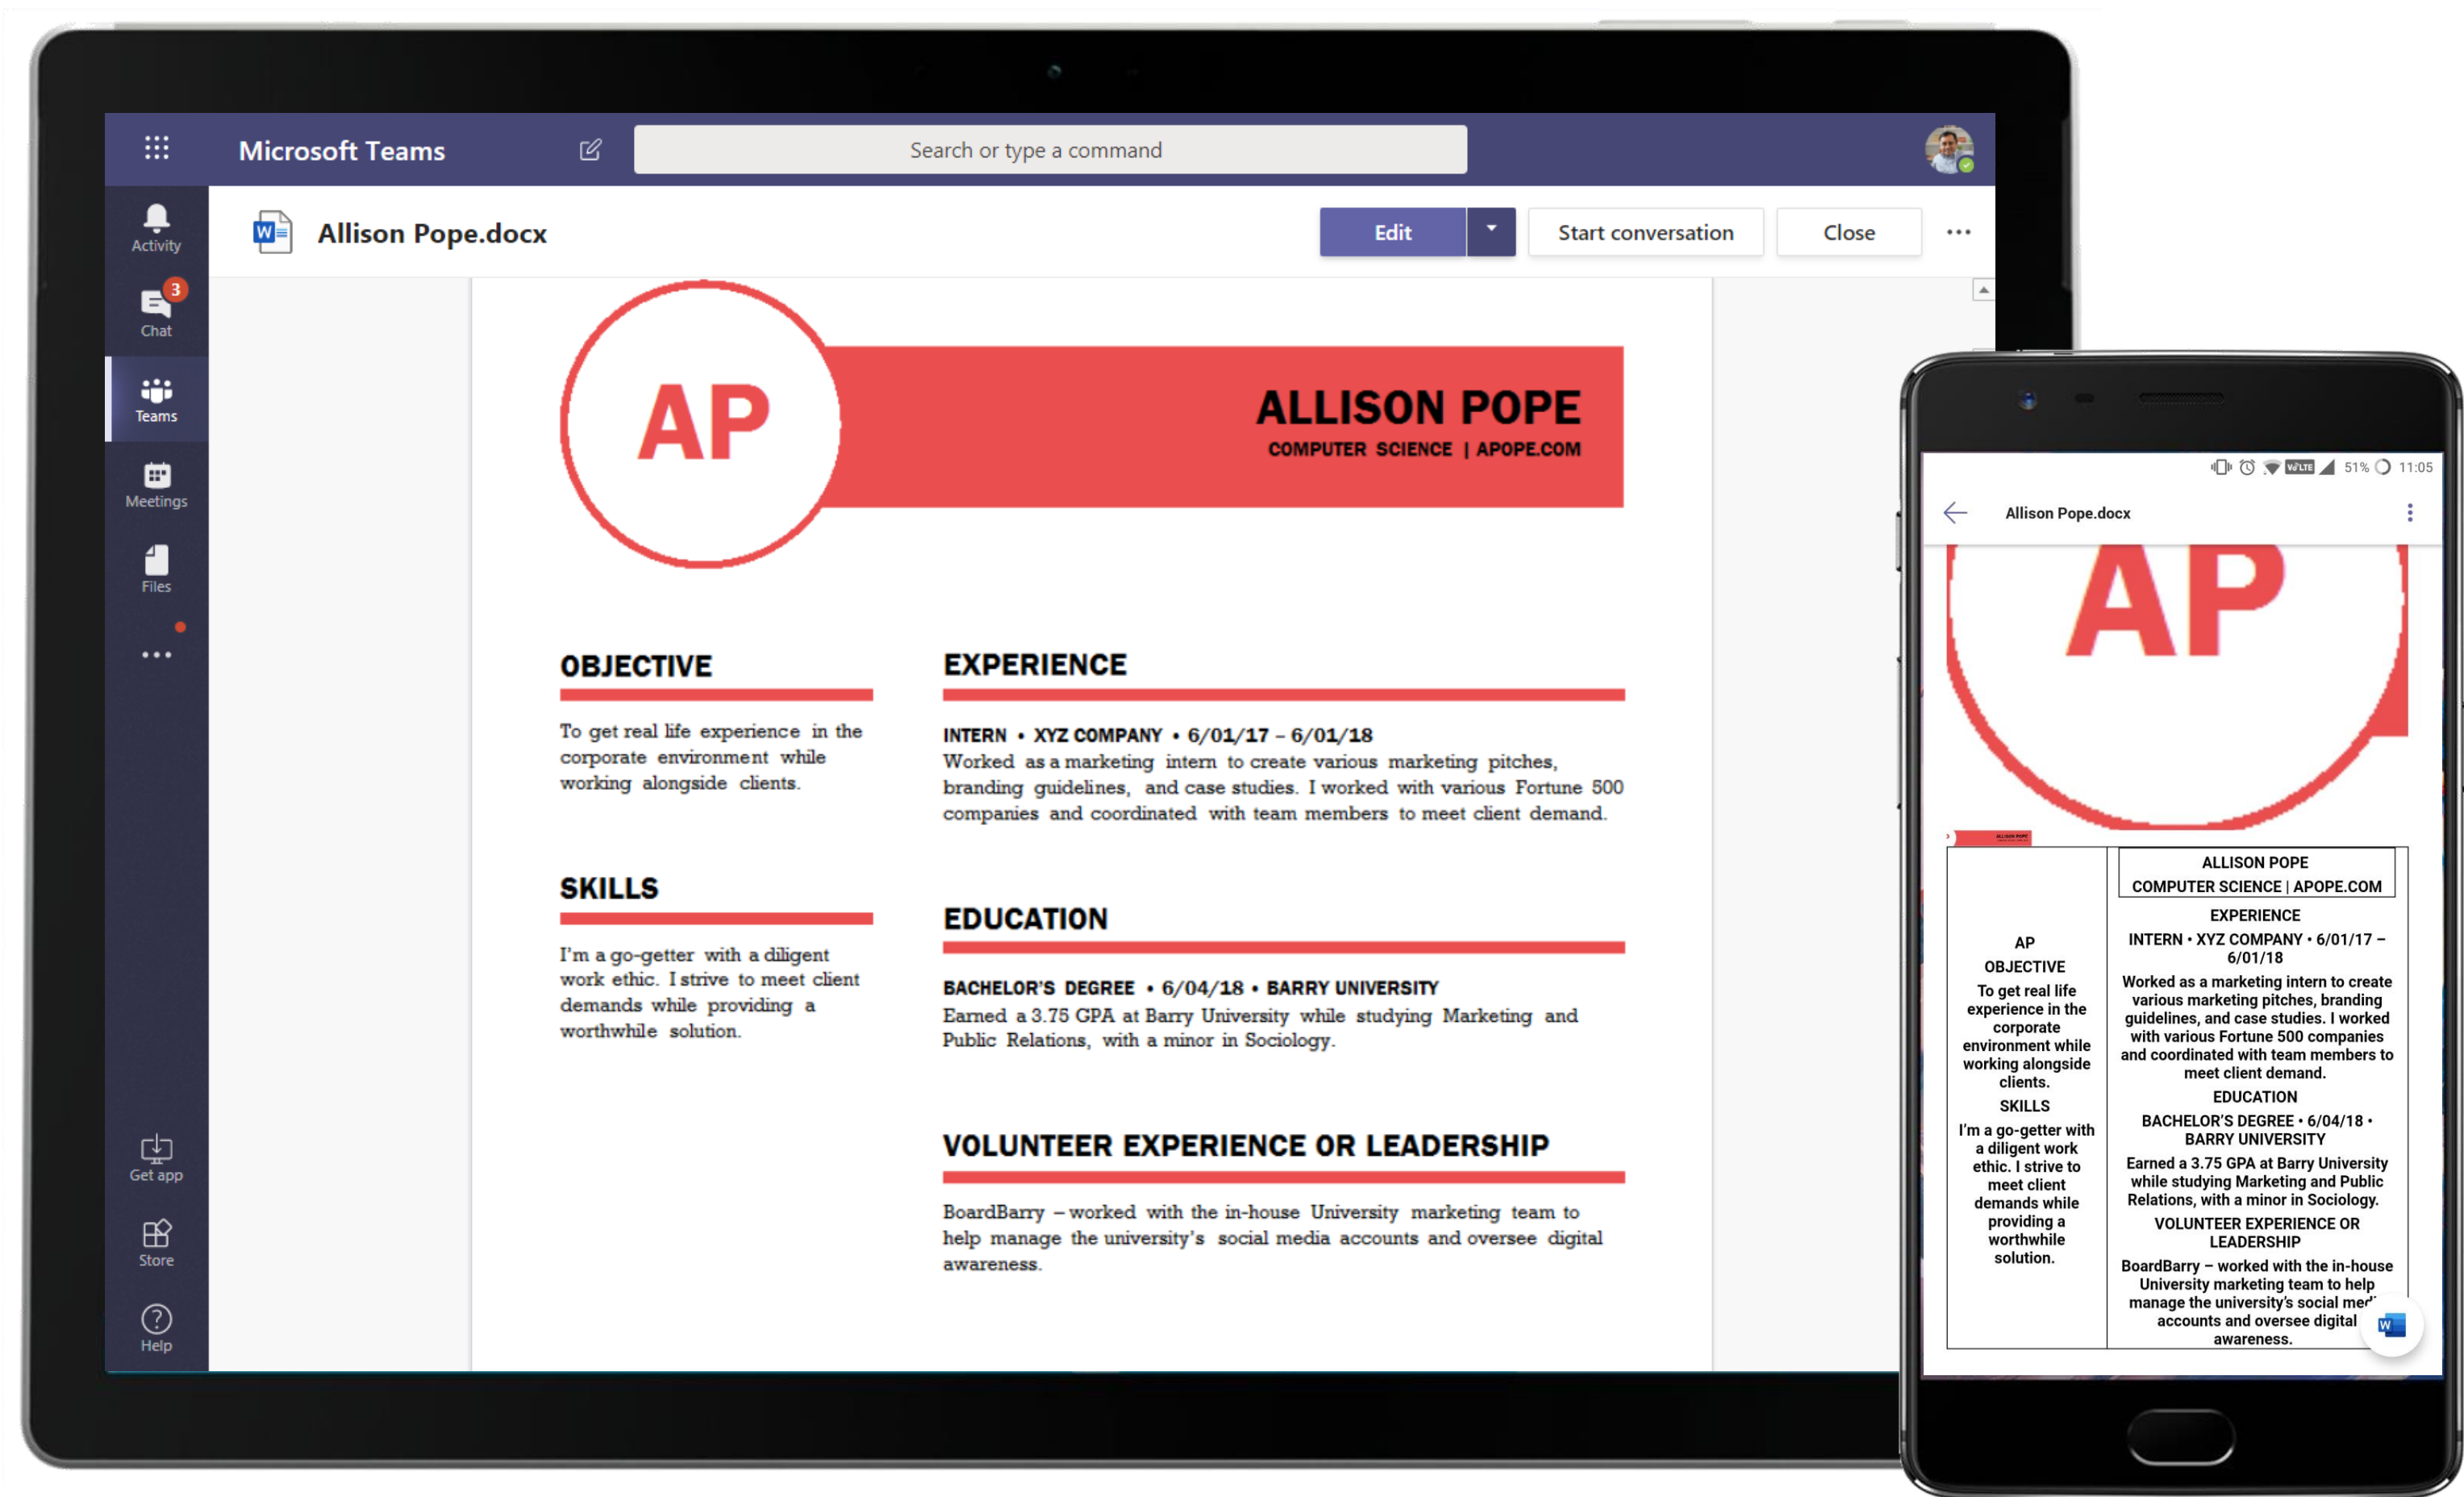 Microsoft Teams
Search or type a command
Activity
3
Chat
Teams
Meetings
Files
Get app
Store
Help
W
Allison Pope.docx
Edit
Start conversation
Close
AP
ALLISON POPE
COMPUTER SCIENCE | APOPE.COM
OBJECTIVE
To get real life experience in the
corporate environment while
working alongside clients.
SKILLS
I'm a go-getter with a diligent
work ethic. I strive to meet client
demands while providing a
worthwhile solution.
EXPERIENCE
INTERN • XYZ COMPANY • 6/01/17 – 6/01/18
Worked as a marketing intern to create various marketing pitches,
branding guidelines, and case studies. I worked with various Fortune 500
companies and coordinated with team members to meet client demand.
EDUCATION
BACHELOR'S DEGREE • 6/04/18 • BARRY UNIVERSITY
Earned a 3.75 GPA at Barry University while studying Marketing and
Public Relations, with a minor in Sociology.
VOLUNTEER EXPERIENCE OR LEADERSHIP
BoardBarry – worked with the in-house University marketing team to
help manage the university's social media accounts and oversee digital
awareness.
VoLTE 51% 11:05
Allison Pope.docx
AP
ALLISON POPE
AP
OBJECTIVE
To get real life
experience in the
corporate
environment while
working alongside
clients.
SKILLS
I'm a go-getter with
a diligent work
ethic. I strive to
meet client
demands while
providing a
worthwhile
solution.
ALLISON POPE
COMPUTER SCIENCE | APOPE.COM
EXPERIENCE
INTERN • XYZ COMPANY • 6/01/17 –
6/01/18
Worked as a marketing intern to create
various marketing pitches, branding
guidelines, and case studies. I worked
with various Fortune 500 companies
and coordinated with team members to
meet client demand.
EDUCATION
BACHELOR'S DEGREE • 6/04/18 •
BARRY UNIVERSITY
Earned a 3.75 GPA at Barry University
while studying Marketing and Public
Relations, with a minor in Sociology.
VOLUNTEER EXPERIENCE OR
LEADERSHIP
BoardBarry – worked with the in-house
University marketing team to help
manage the university's social
accounts and oversee digital
awareness.
W